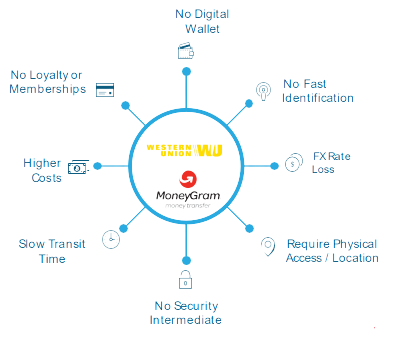 No Digital
Wallet
No Loyalty or
Memberships
No Fast
Identification
WESTERN
UNION
WU
Higher
Costs
FX Rate
Loss
$
MoneyGram
money transfer
Slow Transit
Time
Require Physical
Access / Location
No Security
Intermediate